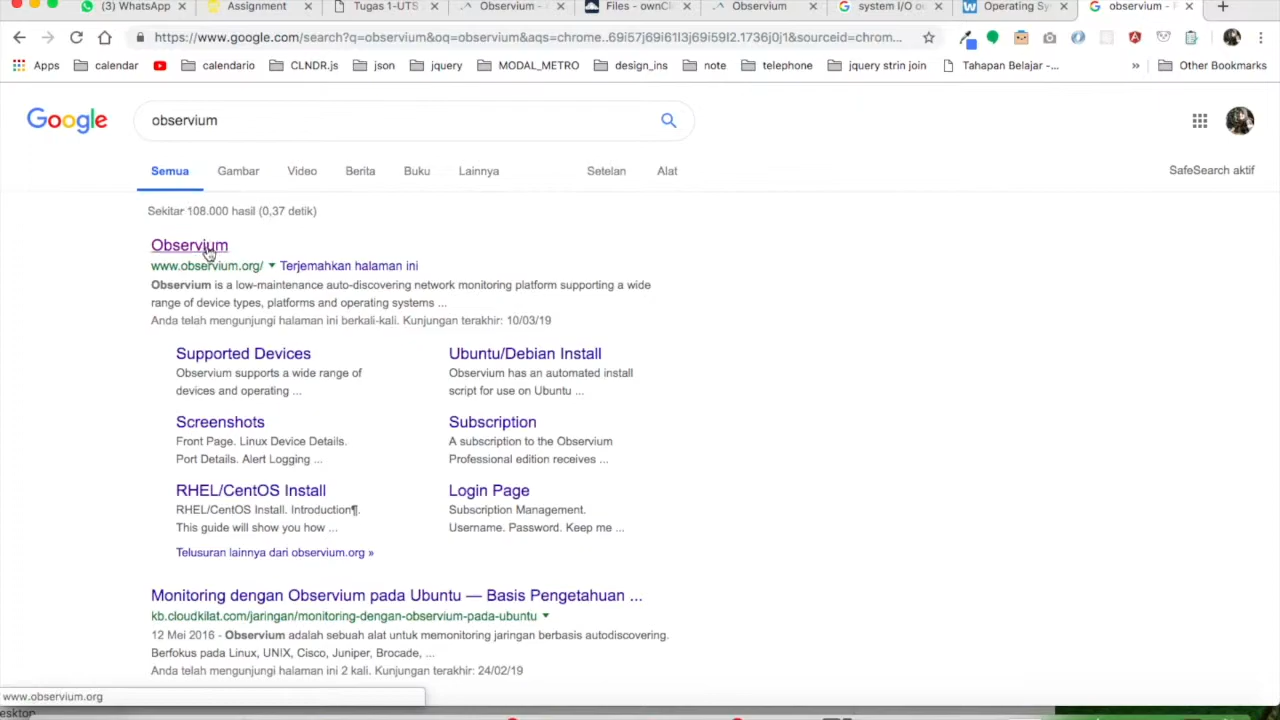 (3) WhatsApp
Assignment
Tugas 1-UTS
Observium -
Files - ownCl
Observium
system I/O ou
Operating Sy
observium -
https://www.google.com/search?q=observium&oq=observium&aqs=chrome..69i57j69i61l3j69i59l2.1736j0j1&sourceid=chrom...
Apps calendar calendario CLNDR.js json jquery MODAL_METRO design_ins note telephone jquery strin join Tahapan Belajar -... » Other Bookmarks
Google
observium
Semua Gambar Video Berita Buku Lainnya Setelan Alat SafeSearch aktif
Sekitar 108.000 hasil (0,37 detik)
Observium
www.observium.org/ Terjemahkan halaman ini
Observium is a low-maintenance auto-discovering network monitoring platform supporting a wide
range of device types, platforms and operating systems ...
Anda telah mengunjungi halaman ini berkali-kali. Kunjungan terakhir: 10/03/19
Supported Devices
Observium supports a wide range of
devices and operating ...
Ubuntu/Debian Install
Observium has an automated install
script for use on Ubuntu ...
Screenshots
Front Page. Linux Device Details.
Port Details. Alert Logging ...
Subscription
A subscription to the Observium
Professional edition receives ...
RHEL/CentOS Install
RHEL/CentOS Install. Introduction¶.
This guide will show you how ...
Login Page
Subscription Management.
Username. Password. Keep me ...
Telusuran lainnya dari observium.org »
Monitoring dengan Observium pada Ubuntu — Basis Pengetahuan ...
kb.cloudkilat.com/jaringan/monitoring-dengan-observium-pada-ubuntu
12 Mei 2016 - Observium adalah sebuah alat untuk memonitoring jaringan berbasis autodiscovering.
Berfokus pada Linux, UNIX, Cisco, Juniper, Brocade, ...
Anda telah mengunjungi halaman ini 2 kali. Kunjungan terakhir: 24/02/19
www.observium.org
esktop